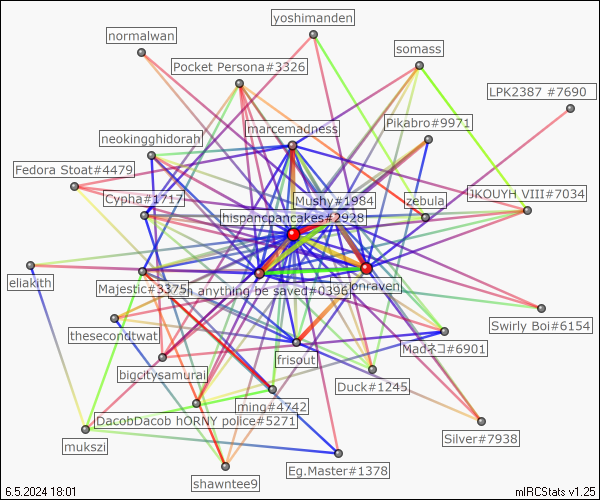 yoshimanden
normalwan
somass
Pocket Persona#3326
LPK2387 #7690
marcemadness
Pikabro#9971
neokingghidorah
Fedora Stoat#4479
Cypha#1717
Mushy#1984
zebula
JKOUYH VIII#7034
hispancpancakes#2928
eliakith
Majestic#3375
anything be saved#0396
onraven
thesecondtwat
Swirly Boi#6154
frisout
Madネコ#6901
bigcitysamurai
Duck#1245
ming#4742
DacobDacob hORNY police#5271
mukszi
Silver#7938
shawntee9
Eg.Master#1378
6.5.2024 18:01
mIRCStats v1.25